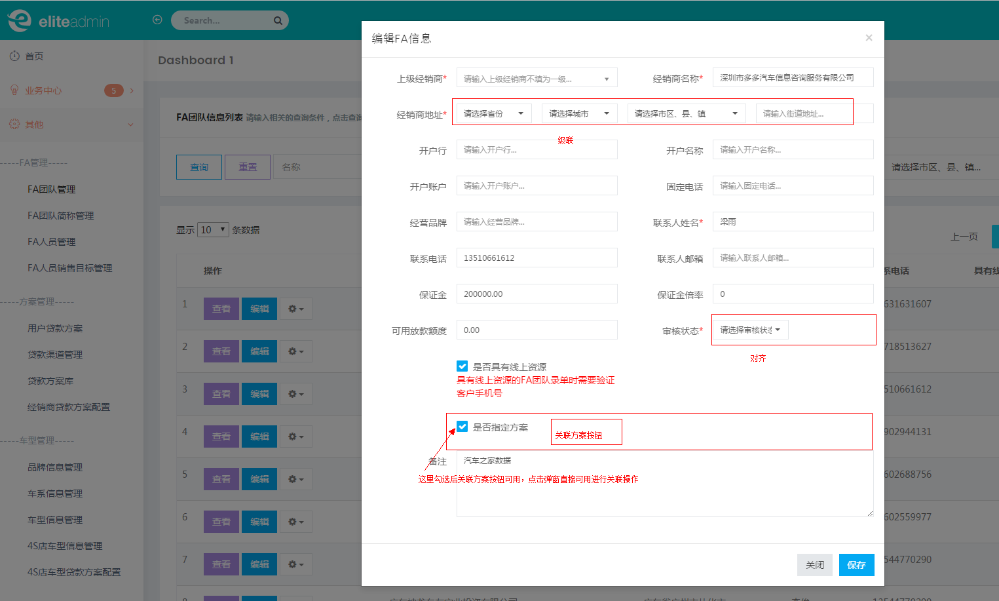 eliteadmin
Search...
首页
业务中心
5
其他
-----FA管理-----
FA团队管理
FA团队简称管理
FA人员管理
FA人员销售目标管理
-----方案管理-----
用户贷款方案
贷款渠道管理
贷款方案库
经销商贷款方案配置
-----车型管理-----
品牌信息管理
车系信息管理
车型信息管理
4S店车型信息管理
4S店车型贷款方案配置
Dashboard 1
FA团队信息列表 请输入相关的查询条件，点击查询
查询
重置
名称
请选择市区、县、镇...
显示 10 条数据
上一页
操作
系电话
具有线
1 查看 编辑 631631607
2 查看 编辑 718513627
3 查看 编辑 510661612
4 查看 编辑 902944131
5 查看 编辑 602688756
6 查看 编辑 602559977
7 查看 编辑 544770290
编辑FA信息
×
上级经销商* 请输入上级经销商不填为一级...
经销商名称* 深圳市多多汽车信息咨询服务有限公司
经销商地址* 请选择省份 请选择城市 请选择市区、县、镇 请输入街道地址...
级联
开户行 请输入开户行...
开户名称 请输入开户名称...
开户账户 请输入开户账户...
固定电话 请输入固定电话...
经营品牌 请输入经营品牌...
联系人姓名* 梁雨
联系电话 13510661612
联系人邮箱 请输入联系人邮箱...
保证金 200000.00
保证金倍率 0
可用放款额度 0.00
审核状态* 请选择审核状态
对齐
是否具有线上资源
具有线上资源的FA团队录单时需要验证
客户手机号
是否指定方案
关联方案按钮
备注 汽车之家数据
这里勾选后关联方案按钮可用，点击弹窗直接可用进行关联操作
关闭
保存